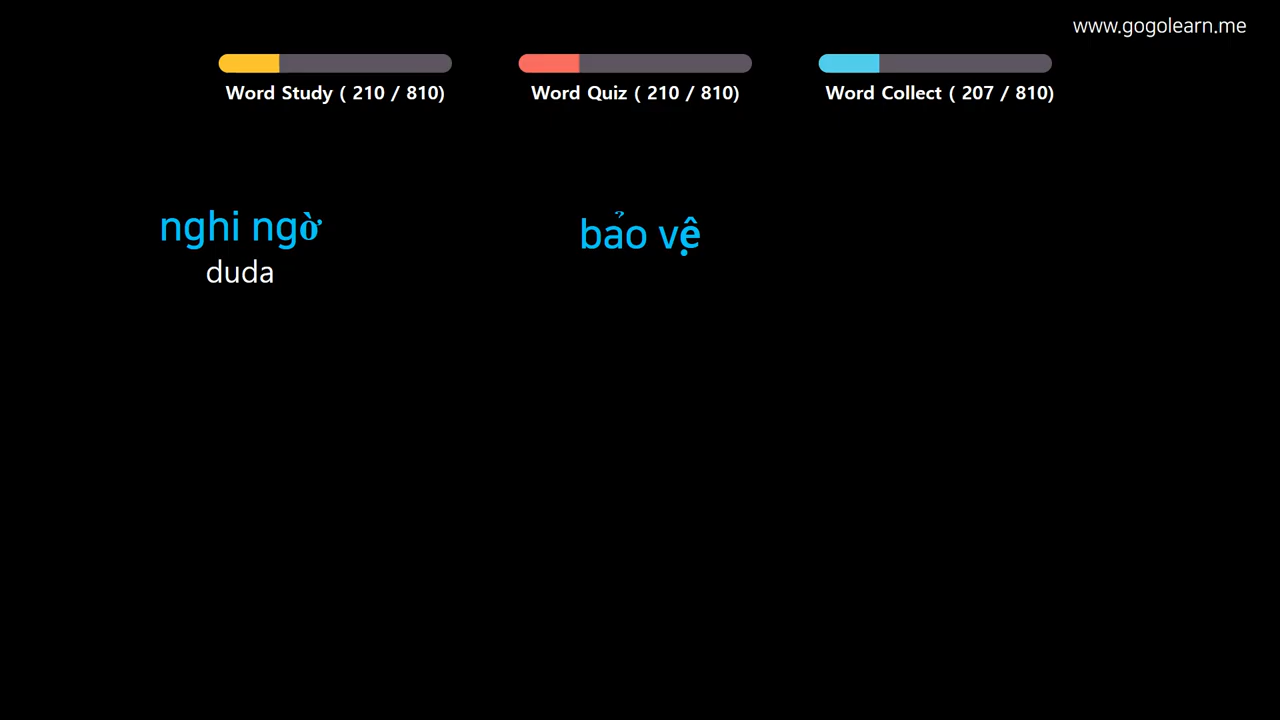 www.gogolearn.me
Word Study ( 210 / 810)
Word Quiz ( 210 / 810)
Word Collect ( 207 / 810)
nghi ngờ
duda
bảo vệ